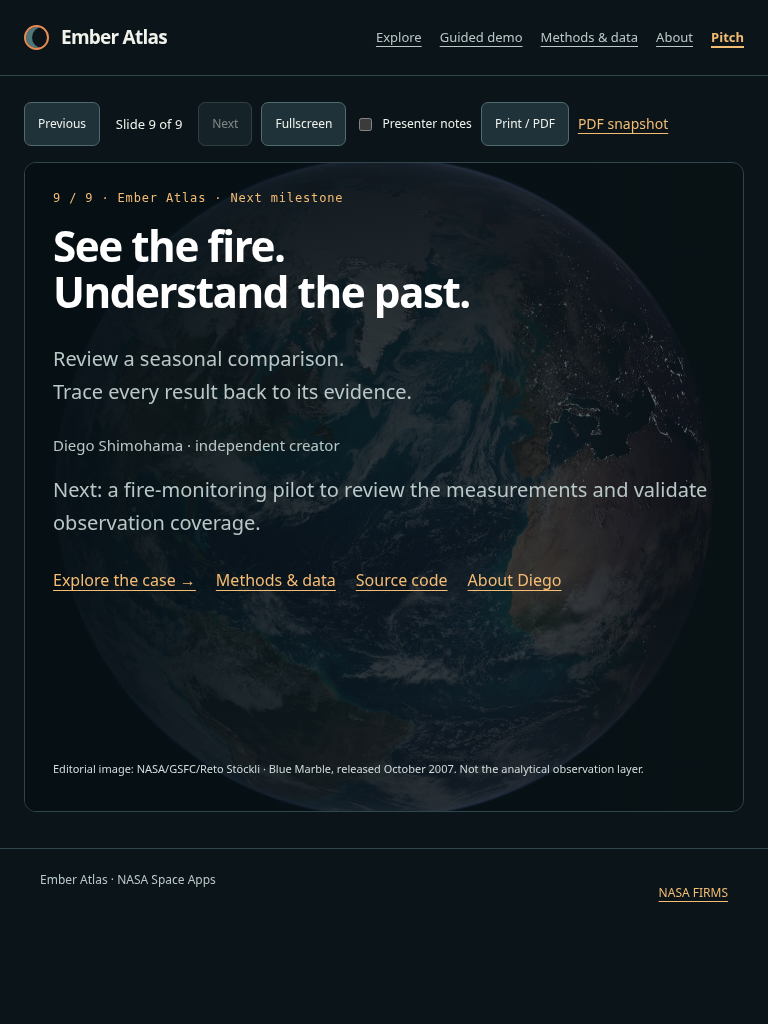 Ember Atlas
Explore Guided demo Methods & data About Pitch
Previous Slide 9 of 9 Next Fullscreen Presenter notes Print / PDF PDF snapshot
9 / 9 · Ember Atlas · Next milestone
See the fire.
Understand the past.
Review a seasonal comparison.
Trace every result back to its evidence.
Diego Shimohama · independent creator
Next: a fire-monitoring pilot to review the measurements and validate
observation coverage.
Explore the case → Methods & data Source code About Diego
Editorial image: NASA/GSFC/Reto Stöckli · Blue Marble, released October 2007. Not the analytical observation layer.
Ember Atlas · NASA Space Apps
NASA FIRMS